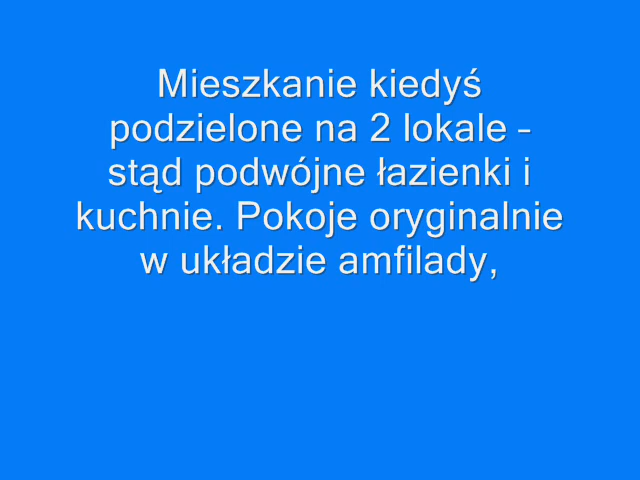 Mieszkanie kiedyś
podzielone na 2 lokale –
stąd podwójne łazienki i
kuchnie. Pokoje oryginalnie
w układzie amfilady,